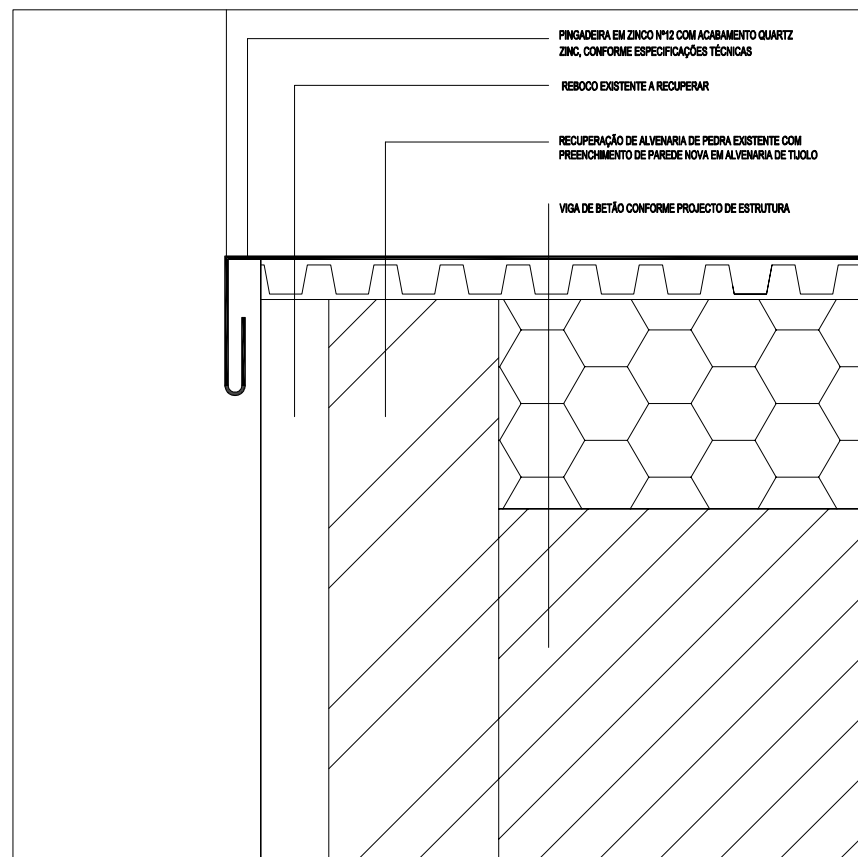 PINGADEIRA EM ZINCO Nº12 COM ACABAMENTO QUARTZ
ZINC, CONFORME ESPECIFICAÇÕES TÉCNICAS
REBOCO EXISTENTE A RECUPERAR
RECUPERAÇÃO DE ALVENARIA DE PEDRA EXISTENTE COM
PREENCHIMENTO DE PAREDE NOVA EM ALVENARIA DE TIJOLO
VIGA DE BETÃO CONFORME PROJECTO DE ESTRUTURA